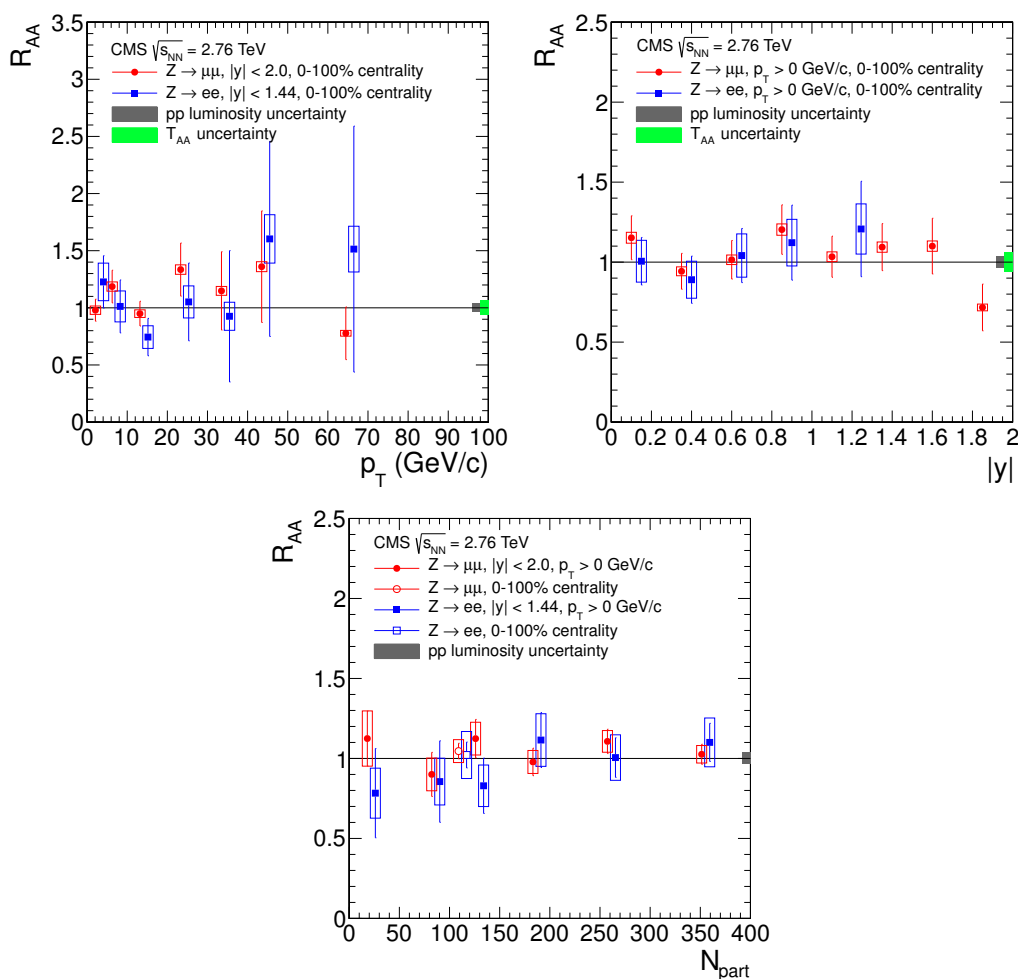 R_AA
3.5
3
2.5
2
1.5
1
0.5
0
CMS √s_NN = 2.76 TeV
Z → μμ, |y| < 2.0, 0-100% centrality
Z → ee, |y| < 1.44, 0-100% centrality
pp luminosity uncertainty
T_AA uncertainty
0 10 20 30 40 50 60 70 80 90 100
p_T (GeV/c)
R_AA
2.5
2
1.5
1
0.5
0
CMS √s_NN = 2.76 TeV
Z → μμ, p_T > 0 GeV/c, 0-100% centrality
Z → ee, p_T > 0 GeV/c, 0-100% centrality
pp luminosity uncertainty
T_AA uncertainty
0 0.2 0.4 0.6 0.8 1 1.2 1.4 1.6 1.8 2
|y|
R_AA
2.5
2
1.5
1
0.5
0
CMS √s_NN = 2.76 TeV
Z → μμ, |y| < 2.0, p_T > 0 GeV/c
Z → μμ, 0-100% centrality
Z → ee, |y| < 1.44, p_T > 0 GeV/c
Z → ee, 0-100% centrality
pp luminosity uncertainty
0 50 100 150 200 250 300 350 400
N_part